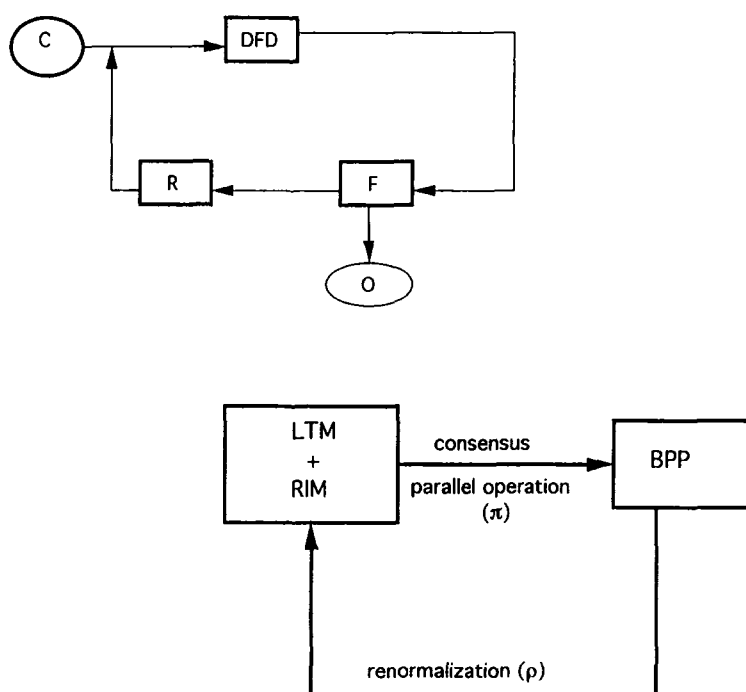 C
DFD
R
F
O
LTM
+
RIM
consensus
parallel operation
(π)
BPP
renormalization (ρ)